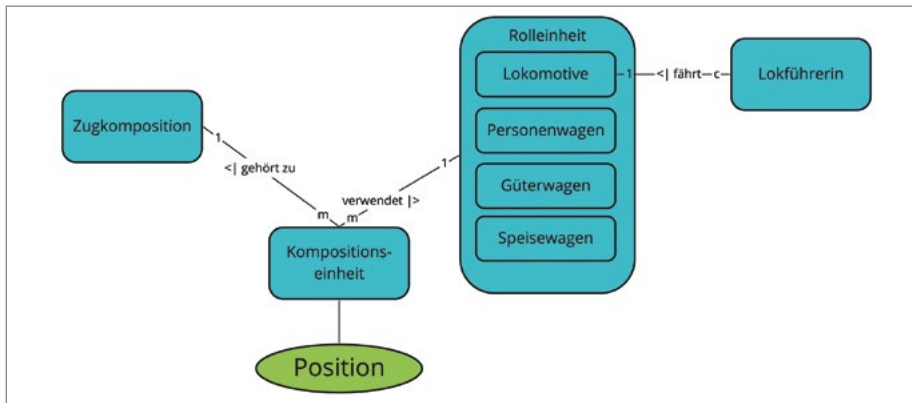 Rolleinheit
Lokomotive
1 <| fährt c
Lokführerin
Zugkomposition
1
<| gehört zu
m
Personenwagen
1
verwendet |>
m
Güterwagen
Speisewagen
Kompositions-
einheit
Position